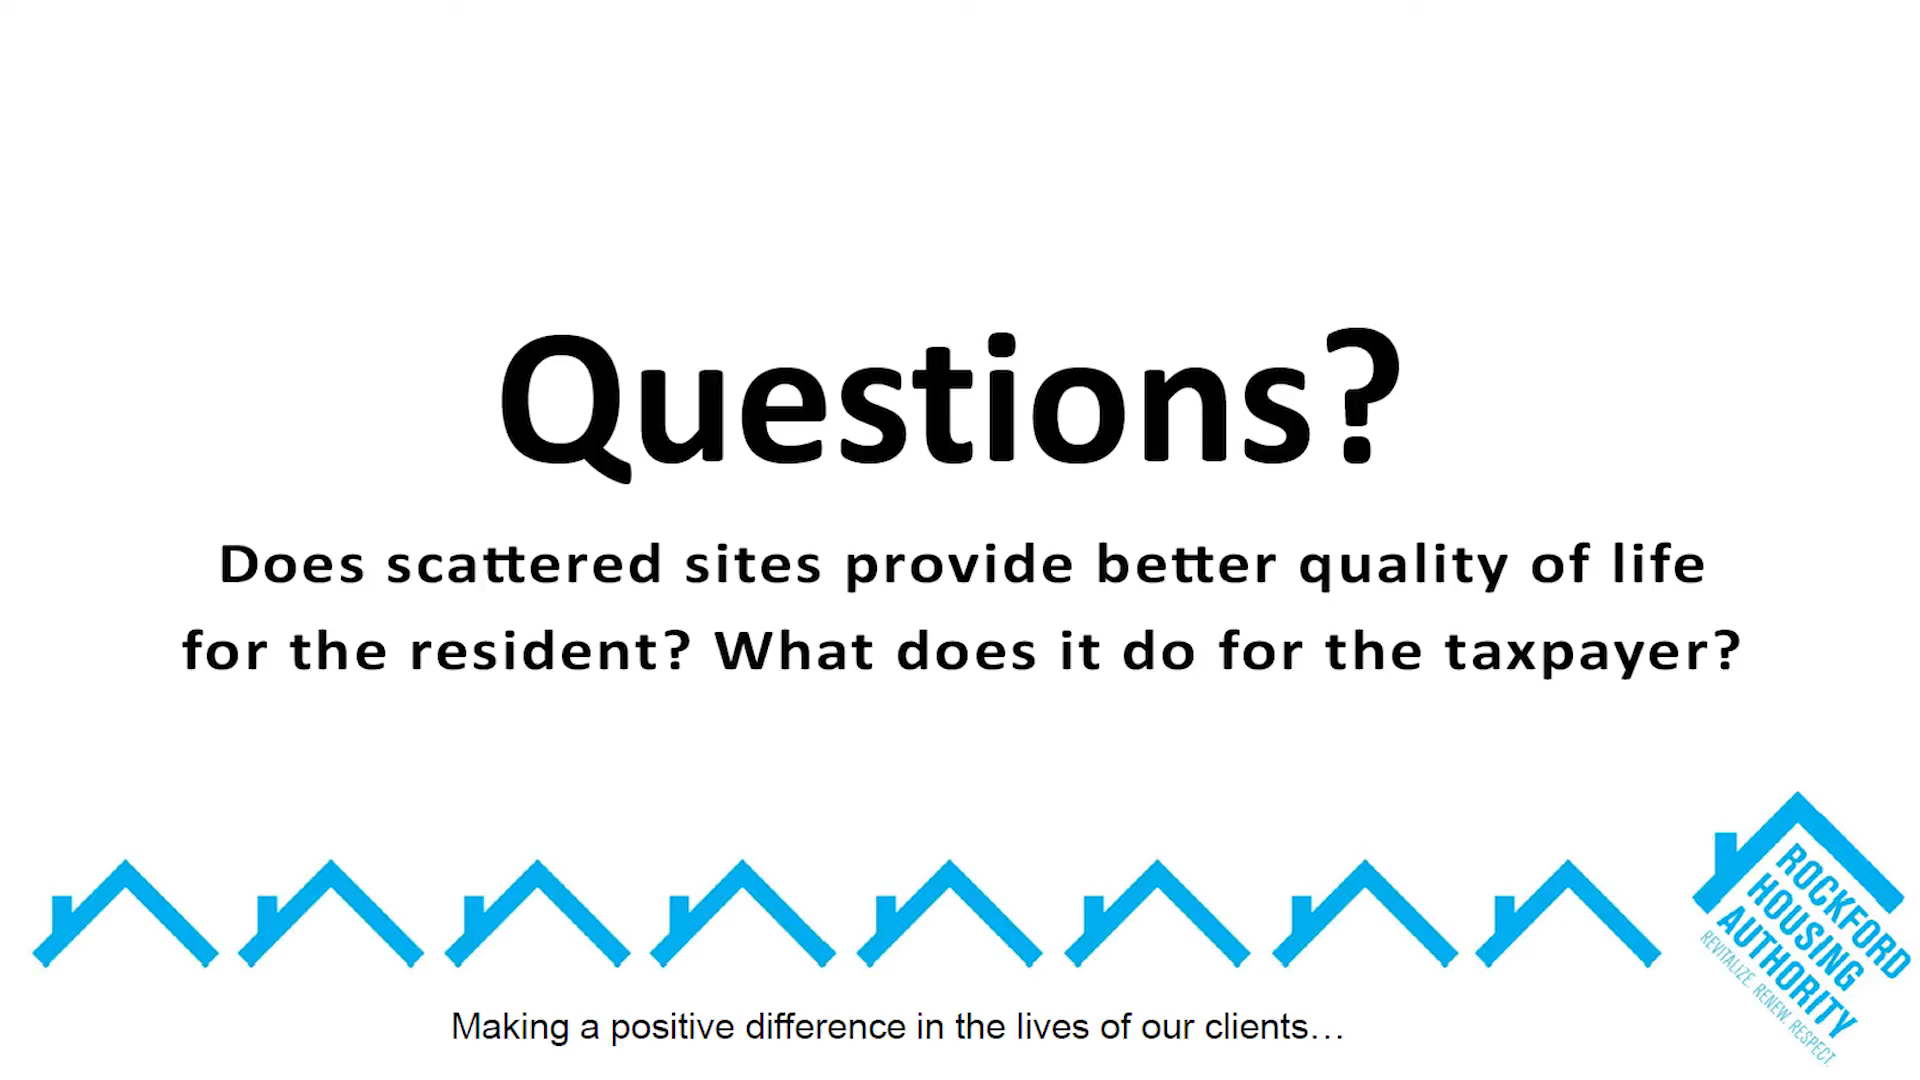 Questions?
Does scattered sites provide better quality of life
for the resident? What does it do for the taxpayer?
ROCKFORD
HOUSING
AUTHORITY
REVITALIZE. RENEW. RESPECT.
Making a positive difference in the lives of our clients…